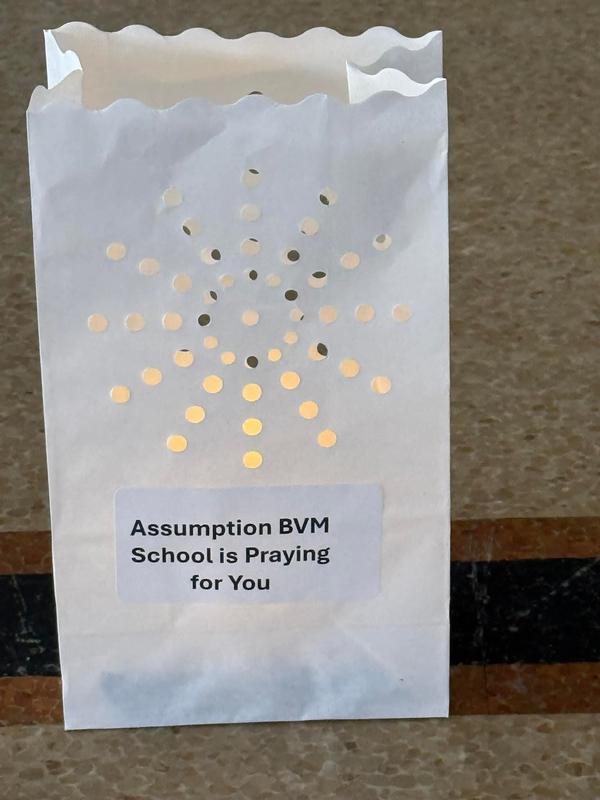 Assumption BVM
School is Praying
for You